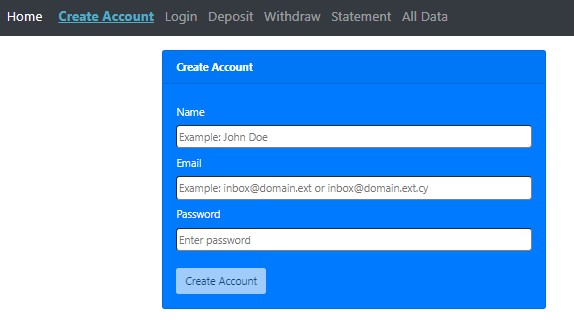 Home Create Account Login Deposit Withdraw Statement All Data
Create Account
Name
Example: John Doe
Email
Example: inbox@domain.ext or inbox@domain.ext.cy
Password
Enter password
Create Account